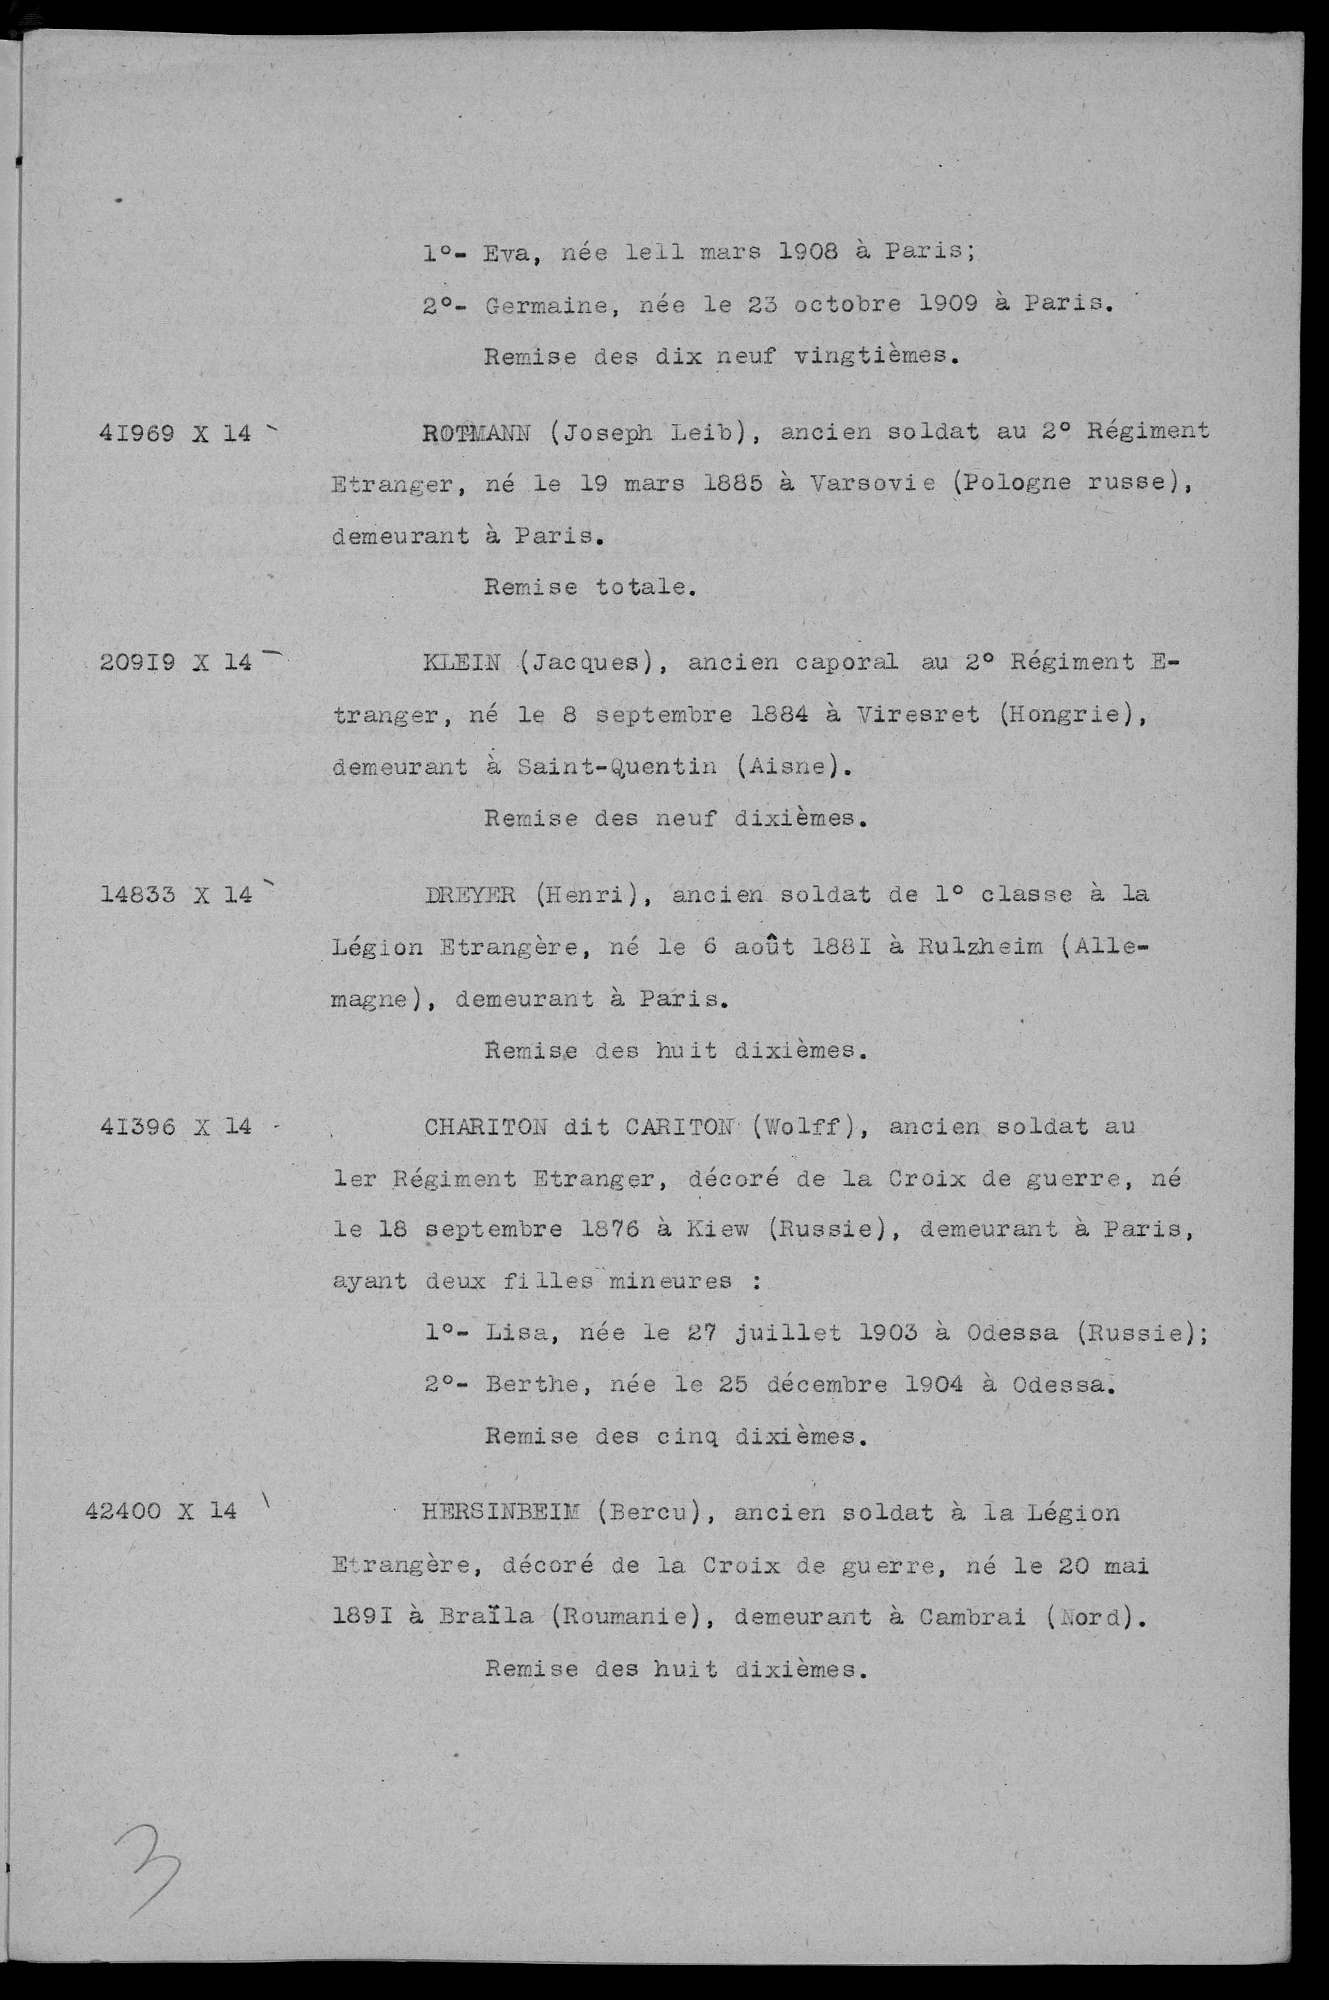 1°- Eva, née le11 mars 1908 à Paris;
2°- Germaine, née le 23 octobre 1909 à Paris.
Remise des dix neuf vingtièmes.
41969 X 14 ROTMANN (Joseph Leib), ancien soldat au 2° Régiment
Etranger, né le 19 mars 1885 à Varsovie (Pologne russe),
demeurant à Paris.
Remise totale.
20919 X 14 KLEIN (Jacques), ancien caporal au 2° Régiment E-
tranger, né le 8 septembre 1884 à Viresret (Hongrie),
demeurant à Saint-Quentin (Aisne).
Remise des neuf dixièmes.
14833 X 14 DREYER (Henri), ancien soldat de 1° classe à la
Légion Etrangère, né le 6 août 1881 à Rulzheim (Alle-
magne), demeurant à Paris.
Remise des huit dixièmes.
41396 X 14 CHARITON dit CARITON (Wolff), ancien soldat au
1er Régiment Etranger, décoré de la Croix de guerre, né
le 18 septembre 1876 à Kiew (Russie), demeurant à Paris,
ayant deux filles mineures :
1°- Lisa, née le 27 juillet 1903 à Odessa (Russie);
2°- Berthe, née le 25 décembre 1904 à Odessa.
Remise des cinq dixièmes.
42400 X 14 HERSINBEIM (Bercu), ancien soldat à la Légion
Etrangère, décoré de la Croix de guerre, né le 20 mai
1891 à Braïla (Roumanie), demeurant à Cambrai (Nord).
Remise des huit dixièmes.
3